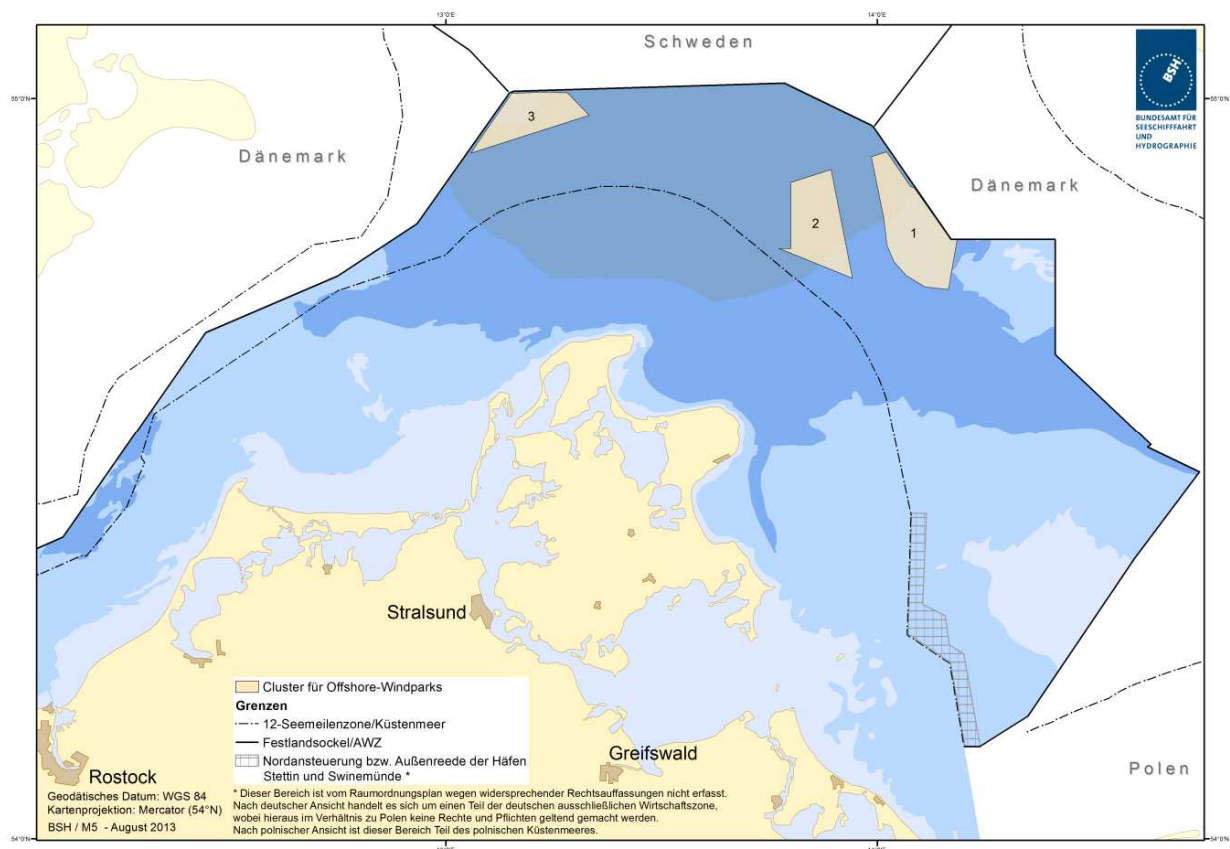 13°0'E
14°0'E
Schweden
BSH
BUNDESAMT FÜR
SEESCHIFFFAHRT
UND
HYDROGRAPHIE
55°0'N
55°0'N
3
Dänemark
Dänemark
2
1
Stralsund
Cluster für Offshore-Windparks
Grenzen
12-Seemeilenzone/Küstenmeer
Festlandsockel/AWZ
Nordansteuerung bzw. Außenreede der Häfen
Stettin und Swinemünde *
Greifswald
Polen
Rostock
Geodätisches Datum: WGS 84
Kartenprojektion: Mercator (54°N)
BSH / M5 - August 2013
* Dieser Bereich ist vom Raumordnungsplan wegen widersprechender Rechtsauffassungen nicht erfasst.
Nach deutscher Ansicht handelt es sich um einen Teil der deutschen ausschließlichen Wirtschaftszone,
wobei hieraus im Verhältnis zu Polen keine Rechte und Pflichten geltend gemacht werden.
Nach polnischer Ansicht ist dieser Bereich Teil des polnischen Küstenmeeres.
54°0'N
54°0'N